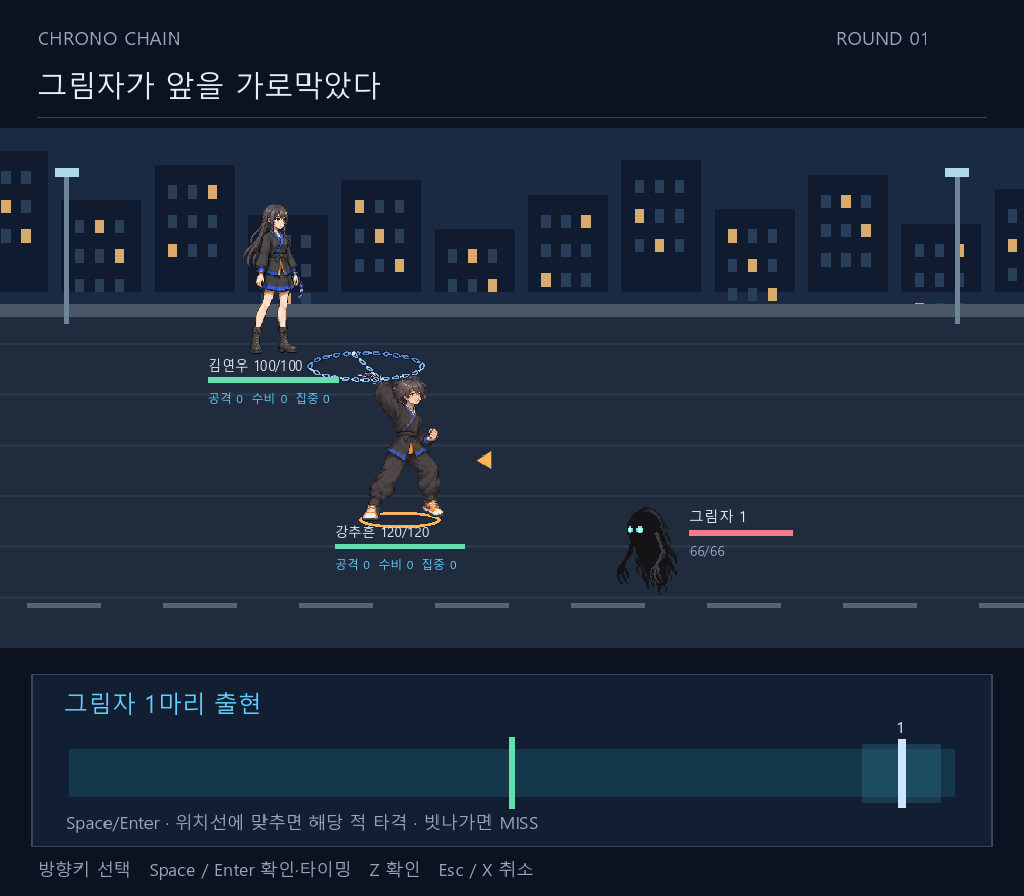 CHRONO CHAIN
ROUND 01
그림자가 앞을 가로막았다
김연우 100/100
공격 0 수비 0 집중 0
강추흔 120/120
공격 0 수비 0 집중 0
그림자 1
66/66
그림자 1마리 출현
1
Space/Enter · 위치선에 맞추면 해당 적 타격 · 빗나가면 MISS
방향키 선택 Space / Enter 확인·타이밍 Z 확인 Esc / X 취소